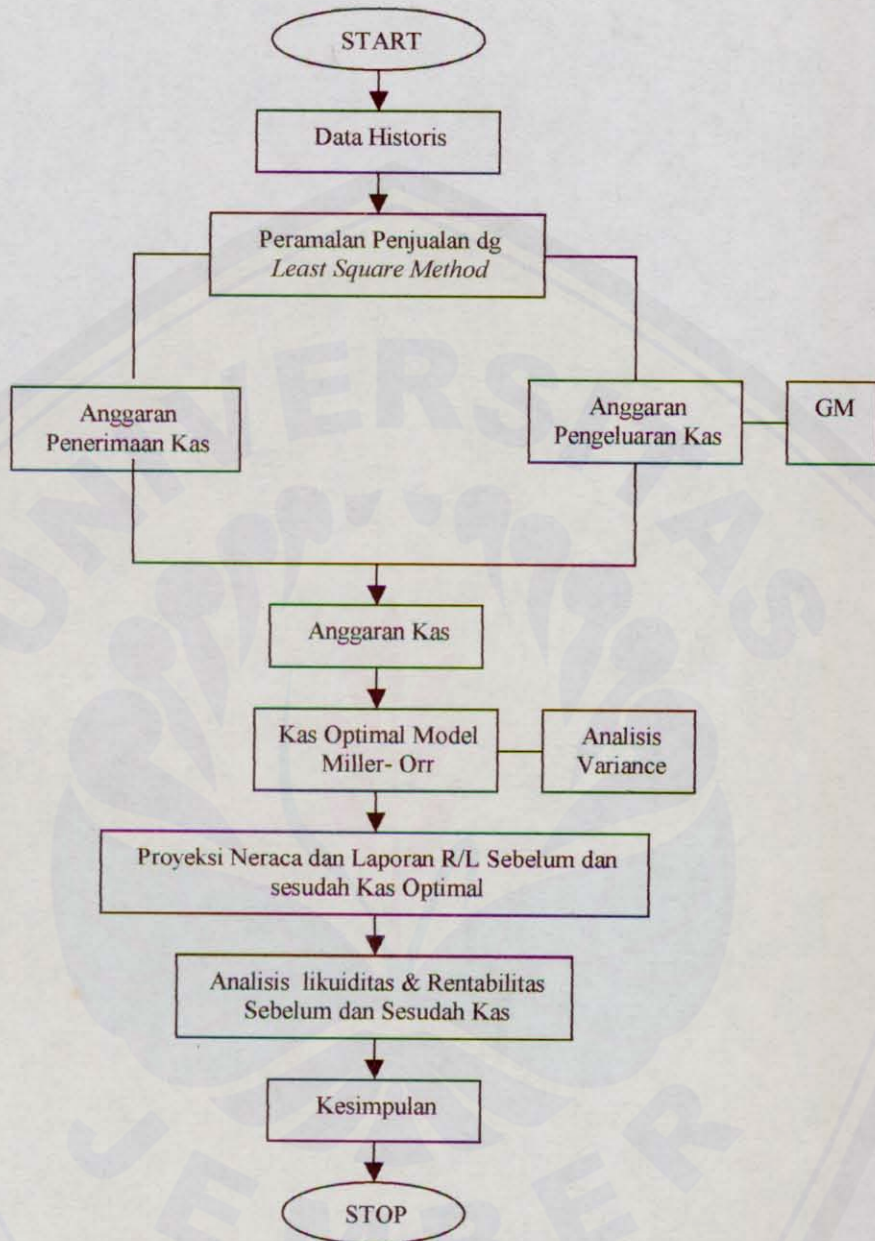 START
Data Historis
Peramalan Penjualan dg
Least Square Method
Anggaran
Penerimaan Kas
Anggaran
Pengeluaran Kas
GM
Anggaran Kas
Kas Optimal Model
Miller- Orr
Analisis
Variance
Proyeksi Neraca dan Laporan R/L Sebelum dan
sesudah Kas Optimal
Analisis likuiditas & Rentabilitas
Sebelum dan Sesudah Kas
Kesimpulan
STOP
UNIVERSITAS
JEMBER